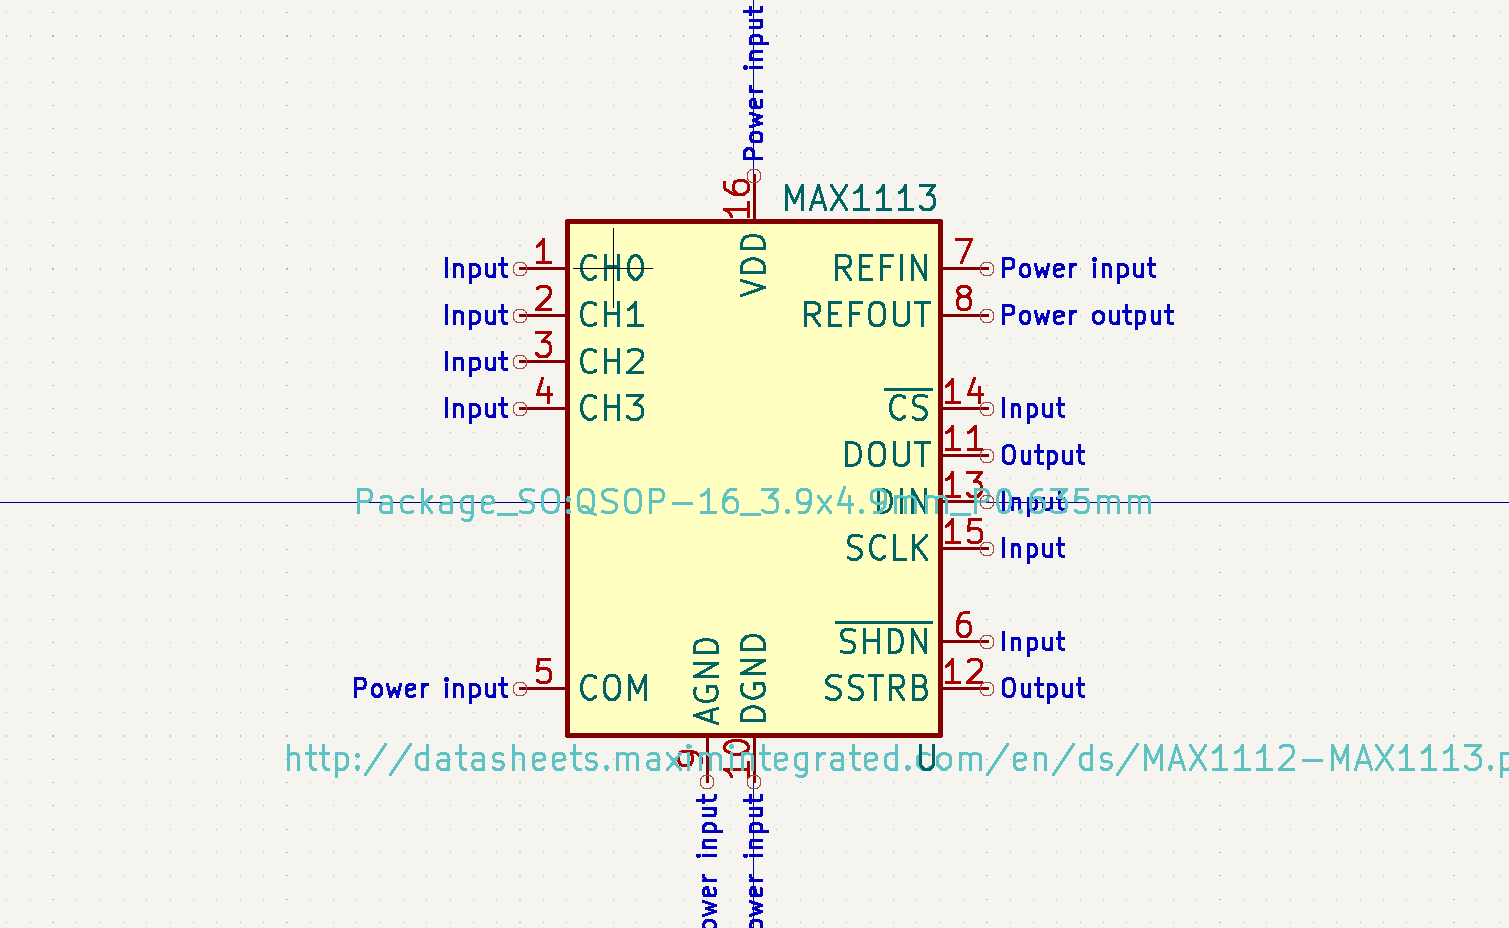 Power input
16
MAX1113
VDD
Input 1 CH0
REFIN 7 Power input
Input 2 CH1
REFOUT 8 Power output
Input 3 CH2
Input 4 CH3
CS 14 Input
DOUT 11 Output
Package_SO:QSOP-16_3.9x4.9mm_P0.635mm
DIN 13 Input
SCLK 15 Input
SHDN 6 Input
Power input 5 COM
AGND
DGND
SSTRB 12 Output
http://datasheets.maximintegrated.com/en/ds/MAX1112-MAX1113.p
U
9
10
ower input
ower input